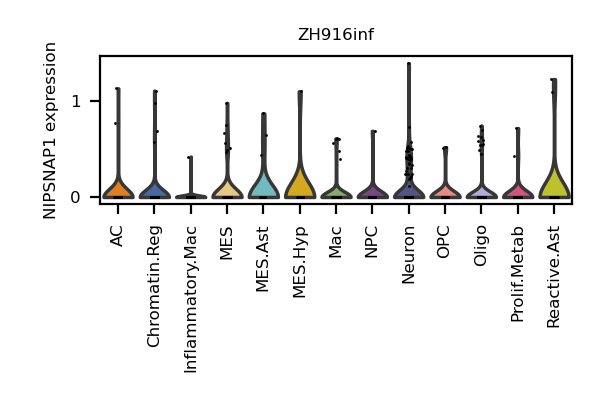 ZH916inf
NIPSNAP1 expression
1
0
AC
Chromatin.Reg
Inflammatory.Mac
MES
MES.Ast
MES.Hyp
Mac
NPC
Neuron
OPC
Oligo
Prolif.Metab
Reactive.Ast